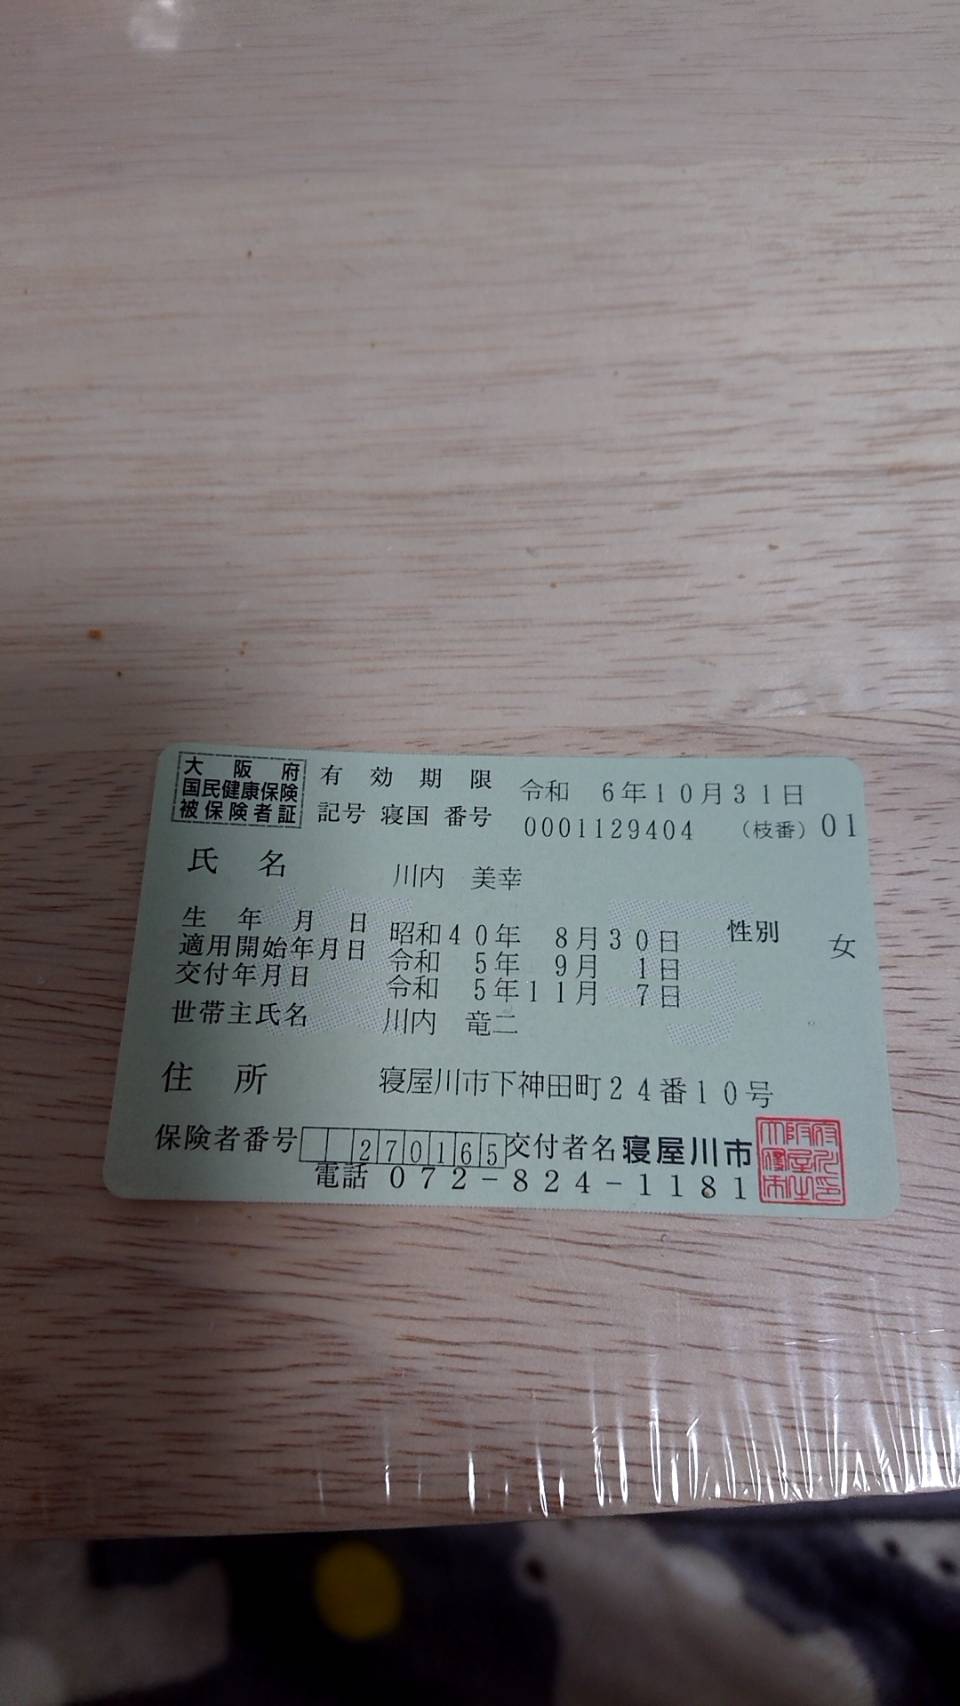 大阪府
国民健康保険
被保険者証
有効期限 令和 6年10月31日
記号 寝国 番号 0001129404 (枝番) 01
氏名 川内 美幸
生年月日 昭和40年 8月30日 性別 女
適用開始年月日 令和 5年 9月 1日
交付年月日 令和 5年11月 7日
世帯主氏名 川内 竜二
住所 寝屋川市下神田町24番10号
保険者番号 270165 交付者名 寝屋川市
電話 072-824-1181